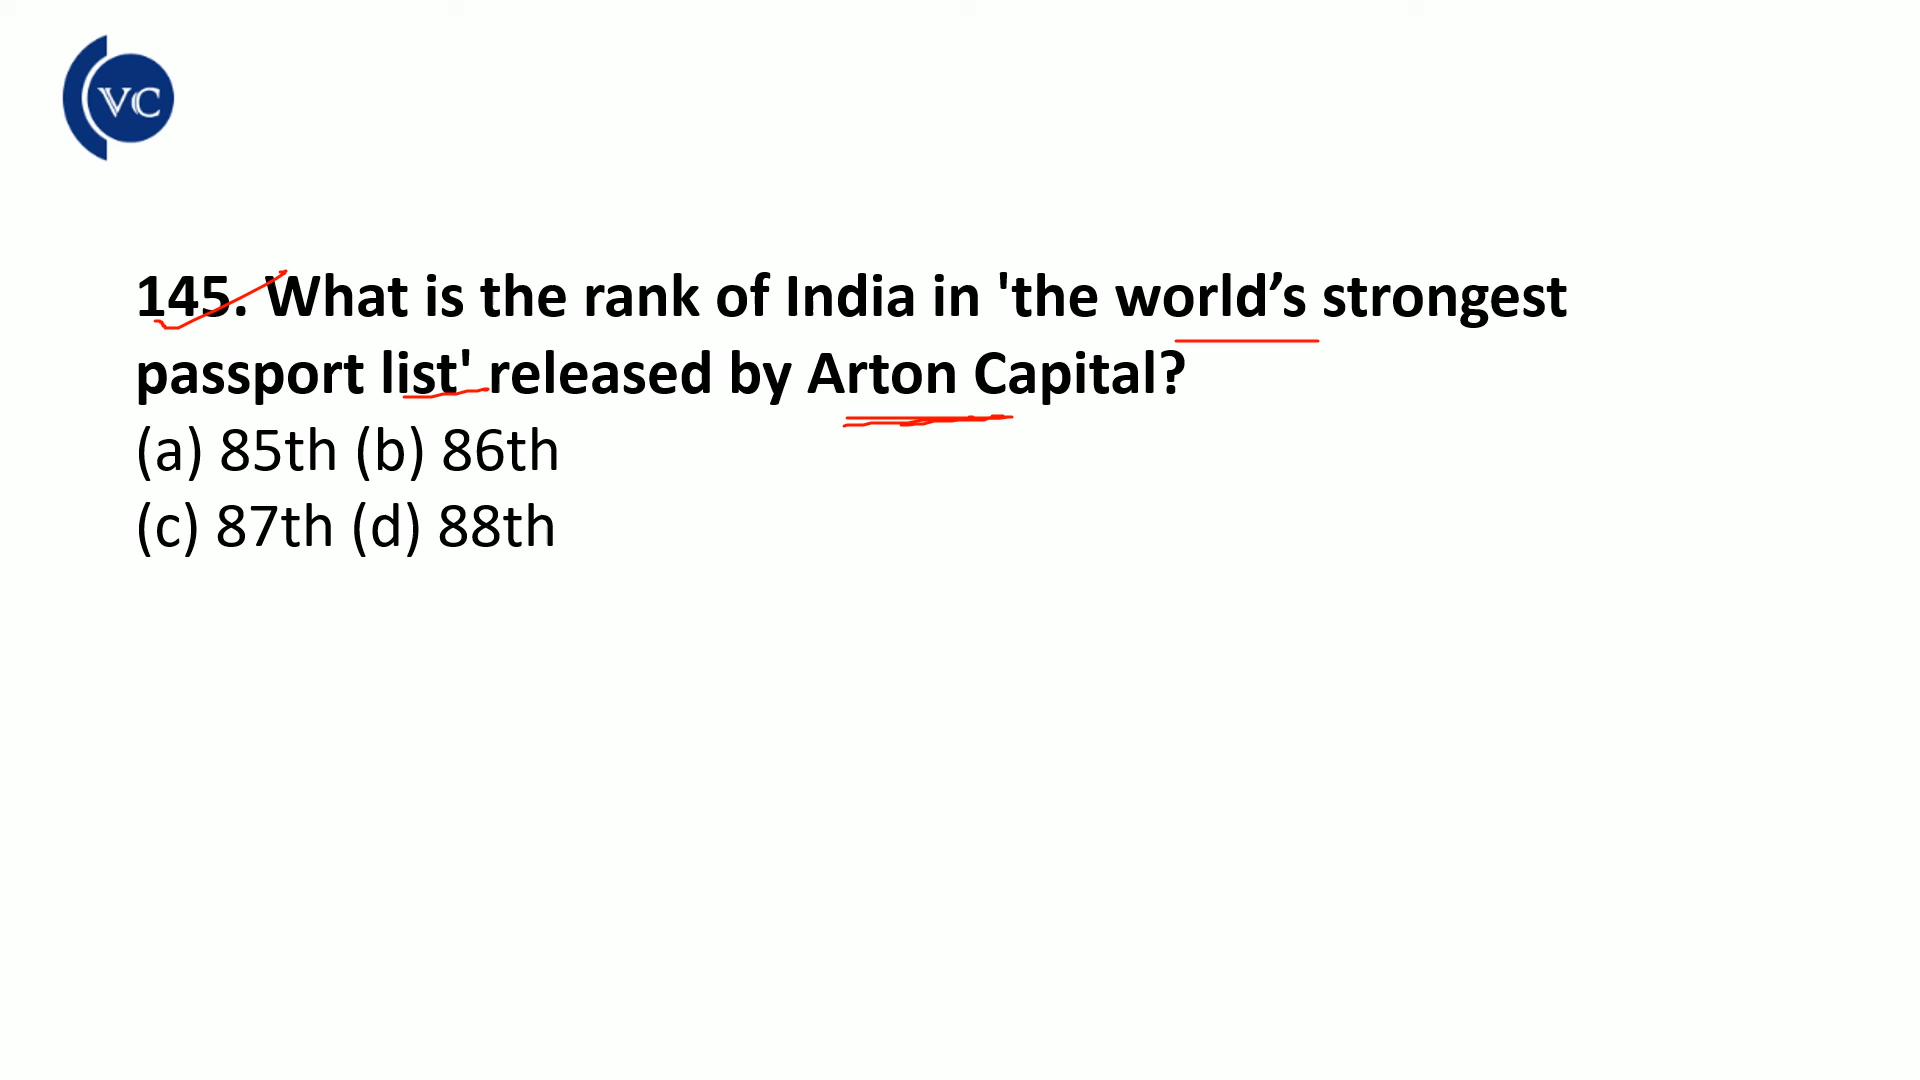 VC
145. What is the rank of India in 'the world’s strongest
passport list' released by Arton Capital?
(a) 85th (b) 86th
(c) 87th (d) 88th